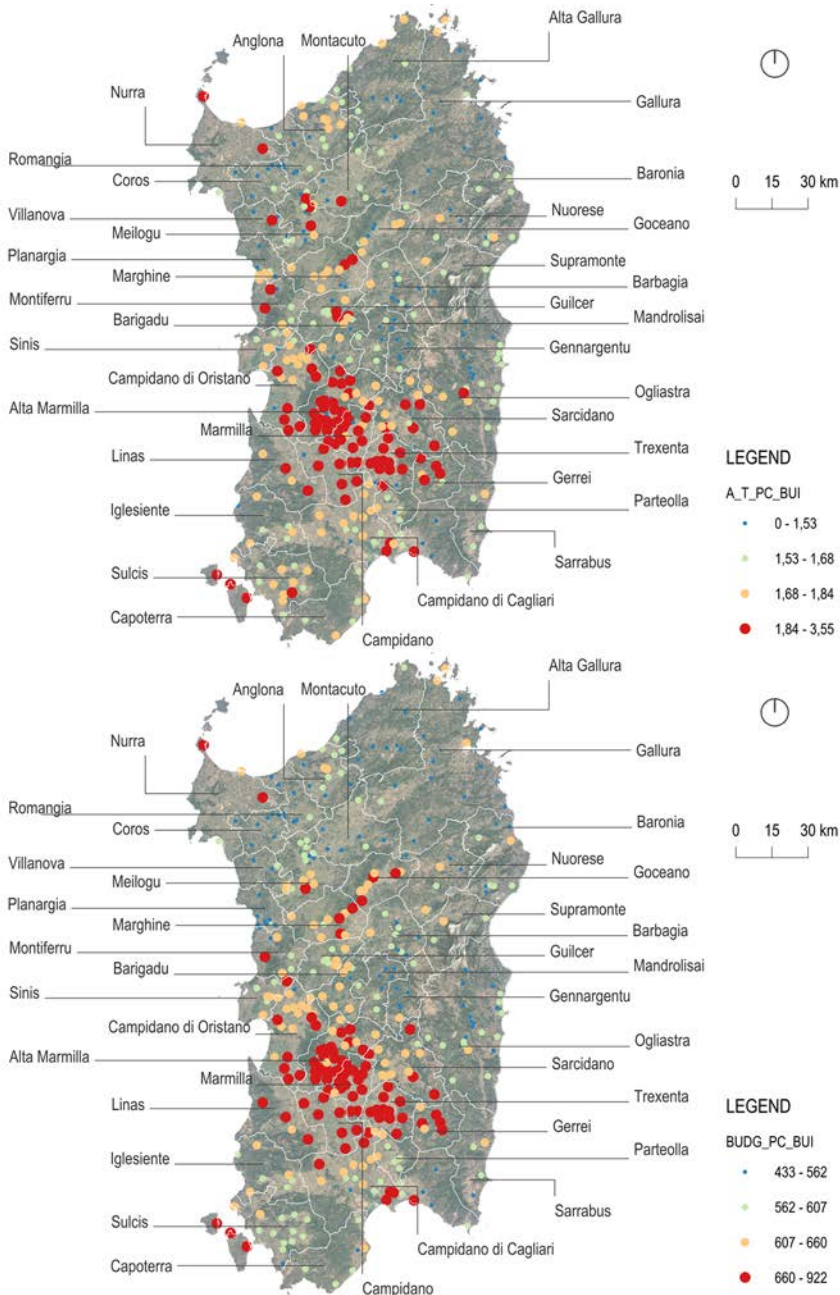 Alta Gallura
Anglona
Montacuto
Nurra
Gallura
Romangia
Coros
Baronia
0 15 30 km
Villanova
Nuorese
Meilogu
Goceano
Planargia
Supramonte
Marghine
Barbagia
Montiferru
Guilcer
Barigadu
Mandrolisai
Sinis
Gennargentu
Campidano di Oristano
Ogliastra
Alta Marmilla
Sarcidano
Marmilla
Trexenta
Linas
LEGEND
Gerrei
A_T_PC_BUI
Iglesiente
Parteolla
0 - 1,53
Sarrabus
1,53 - 1,68
Sulcis
1,68 - 1,84
Campidano di Cagliari
Capoterra
1,84 - 3,55
Campidano
Alta Gallura
Anglona
Montacuto
Nurra
Gallura
Romangia
Coros
Baronia
0 15 30 km
Villanova
Nuorese
Meilogu
Goceano
Planargia
Supramonte
Marghine
Barbagia
Montiferru
Guilcer
Barigadu
Mandrolisai
Sinis
Gennargentu
Campidano di Oristano
Ogliastra
Alta Marmilla
Sarcidano
Marmilla
Trexenta
Linas
LEGEND
Gerrei
BUDG_PC_BUI
Iglesiente
Parteolla
433 - 562
Sarrabus
562 - 607
Sulcis
607 - 660
Campidano di Cagliari
Capoterra
660 - 922
Campidano